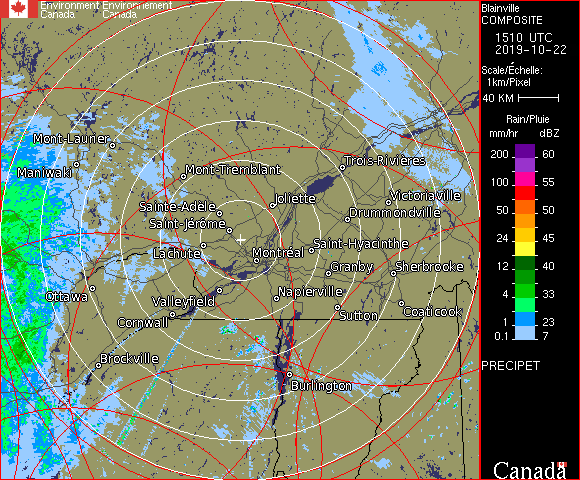 Environment Environnement
Canada Canada
Blainville
COMPOSITE
1510 UTC
2019-10-22
Scale/Échelle:
1km/Pixel
40 KM
Rain/Pluie
mm/hr dBZ
200 60
100 55
50 50
24 45
12 40
4 33
1 23
0.1 7
PRECIPET
Mont-Laurier
Maniwaki
Mont-Tremblant
Trois-Rivières
Sainte-Adèle
Joliette
Victoriaville
Drummondville
Saint-Jérôme
Lachute
Saint-Hyacinthe
Montréal
Granby
Sherbrooke
Ottawa
Valleyfield
Napierville
Sutton
Coaticook
Cornwall
Brockville
Burlington
Canada